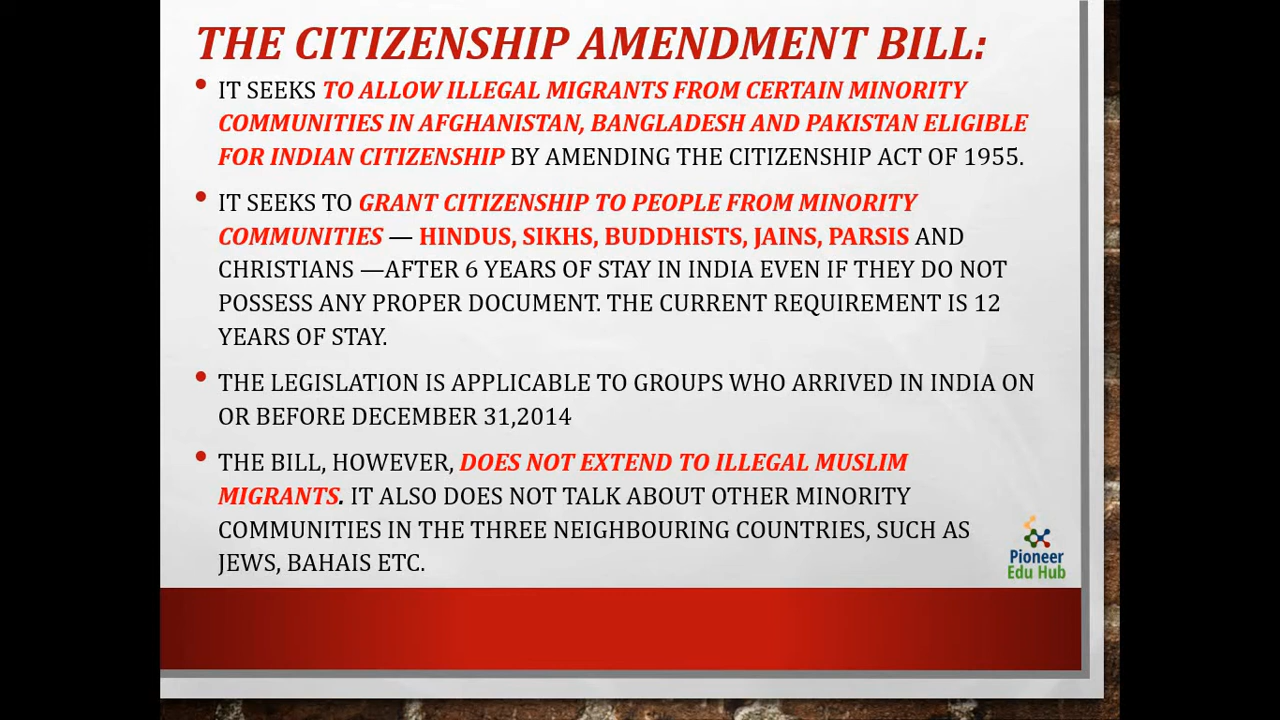 THE CITIZENSHIP AMENDMENT BILL:
• IT SEEKS TO ALLOW ILLEGAL MIGRANTS FROM CERTAIN MINORITY
COMMUNITIES IN AFGHANISTAN, BANGLADESH AND PAKISTAN ELIGIBLE
FOR INDIAN CITIZENSHIP BY AMENDING THE CITIZENSHIP ACT OF 1955.
• IT SEEKS TO GRANT CITIZENSHIP TO PEOPLE FROM MINORITY
COMMUNITIES — HINDUS, SIKHS, BUDDHISTS, JAINS, PARSIS AND
CHRISTIANS —AFTER 6 YEARS OF STAY IN INDIA EVEN IF THEY DO NOT
POSSESS ANY PROPER DOCUMENT. THE CURRENT REQUIREMENT IS 12
YEARS OF STAY.
• THE LEGISLATION IS APPLICABLE TO GROUPS WHO ARRIVED IN INDIA ON
OR BEFORE DECEMBER 31,2014
• THE BILL, HOWEVER, DOES NOT EXTEND TO ILLEGAL MUSLIM
MIGRANTS. IT ALSO DOES NOT TALK ABOUT OTHER MINORITY
COMMUNITIES IN THE THREE NEIGHBOURING COUNTRIES, SUCH AS
JEWS, BAHAIS ETC.
Pioneer
Edu Hub